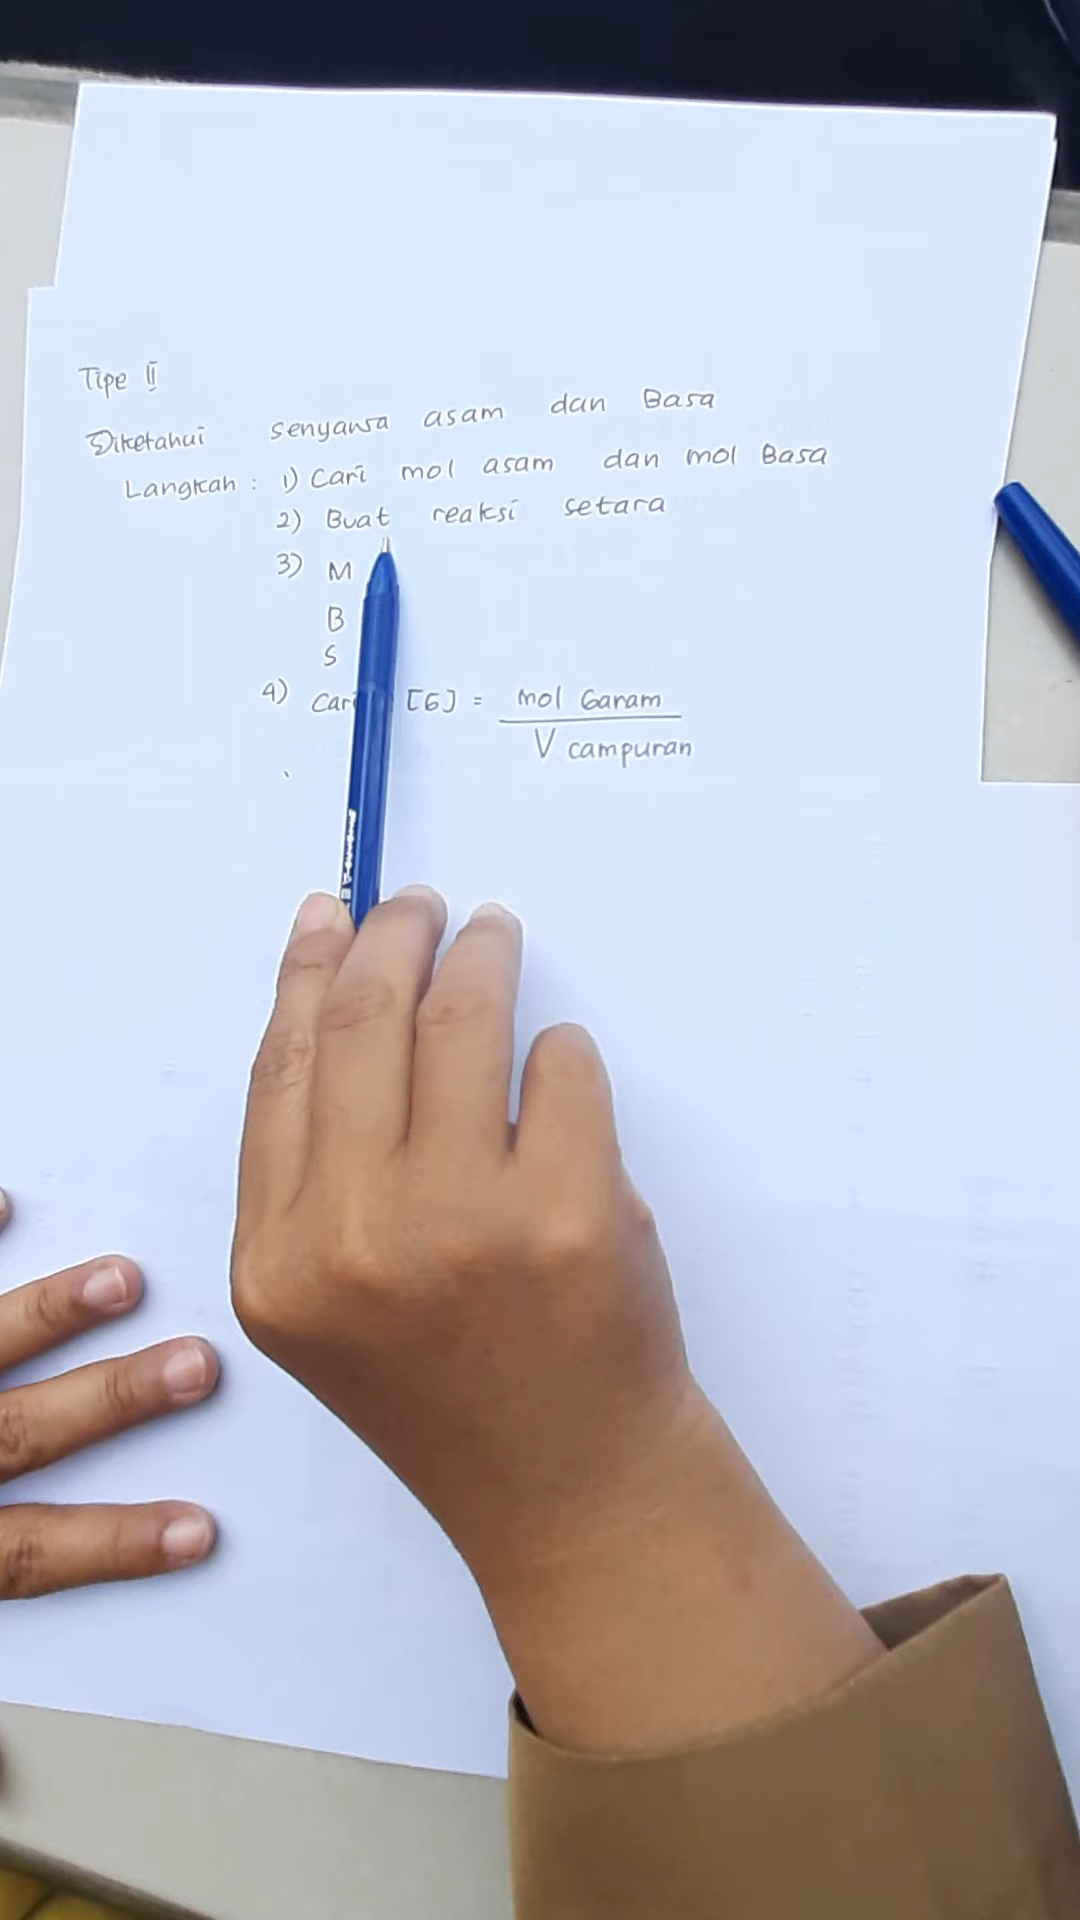 Tipe II
Diketahui senyawa asam dan Basa
Langkah : 1) Cari mol asam dan mol Basa
2) Buat reaksi setara
3) M
B
S
4) Cari [G] = mol Garam
V campuran